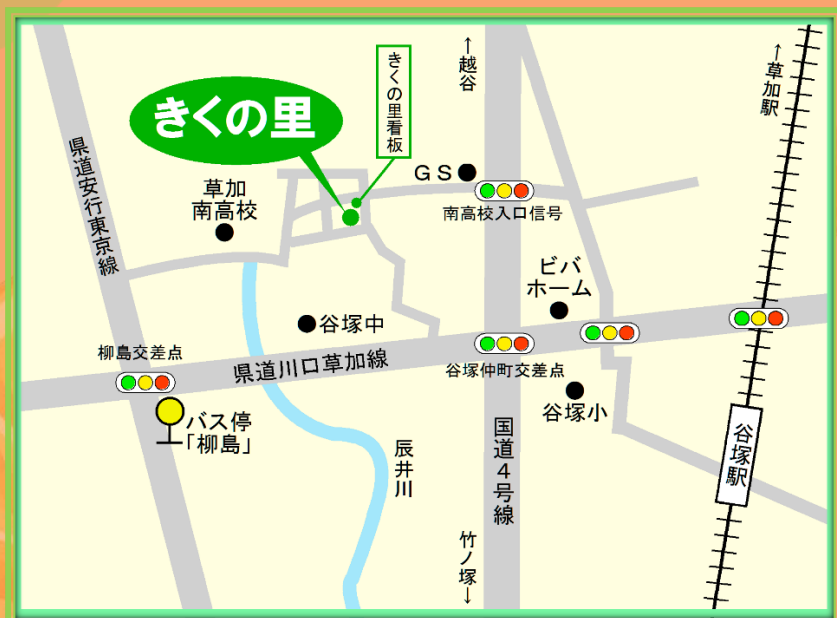 ↑越谷
↑草加駅
きくの里看板
きくの里
GS
草加
南高校
南高校入口信号
県道安行東京線
ビバ
ホーム
谷塚中
柳島交差点
県道川口草加線
谷塚仲町交差点
谷塚小
バス停
「柳島」
国道4号線
辰井川
谷塚駅
竹ノ塚↓